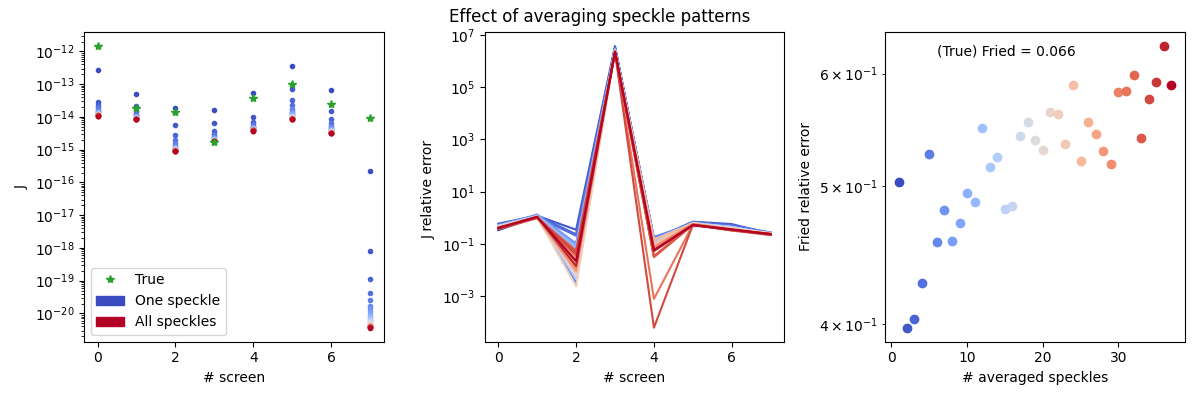 Effect of averaging speckle patterns
J
10⁻¹²
10⁻¹³
10⁻¹⁴
10⁻¹⁵
10⁻¹⁶
10⁻¹⁷
10⁻¹⁸
10⁻¹⁹
10⁻²⁰
True
One speckle
All speckles
0 2 4 6
# screen
J relative error
10⁷
10⁵
10³
10¹
10⁻¹
10⁻³
0 2 4 6
# screen
Fried relative error
(True) Fried = 0.066
6 × 10⁻¹
5 × 10⁻¹
4 × 10⁻¹
0 10 20 30
# averaged speckles